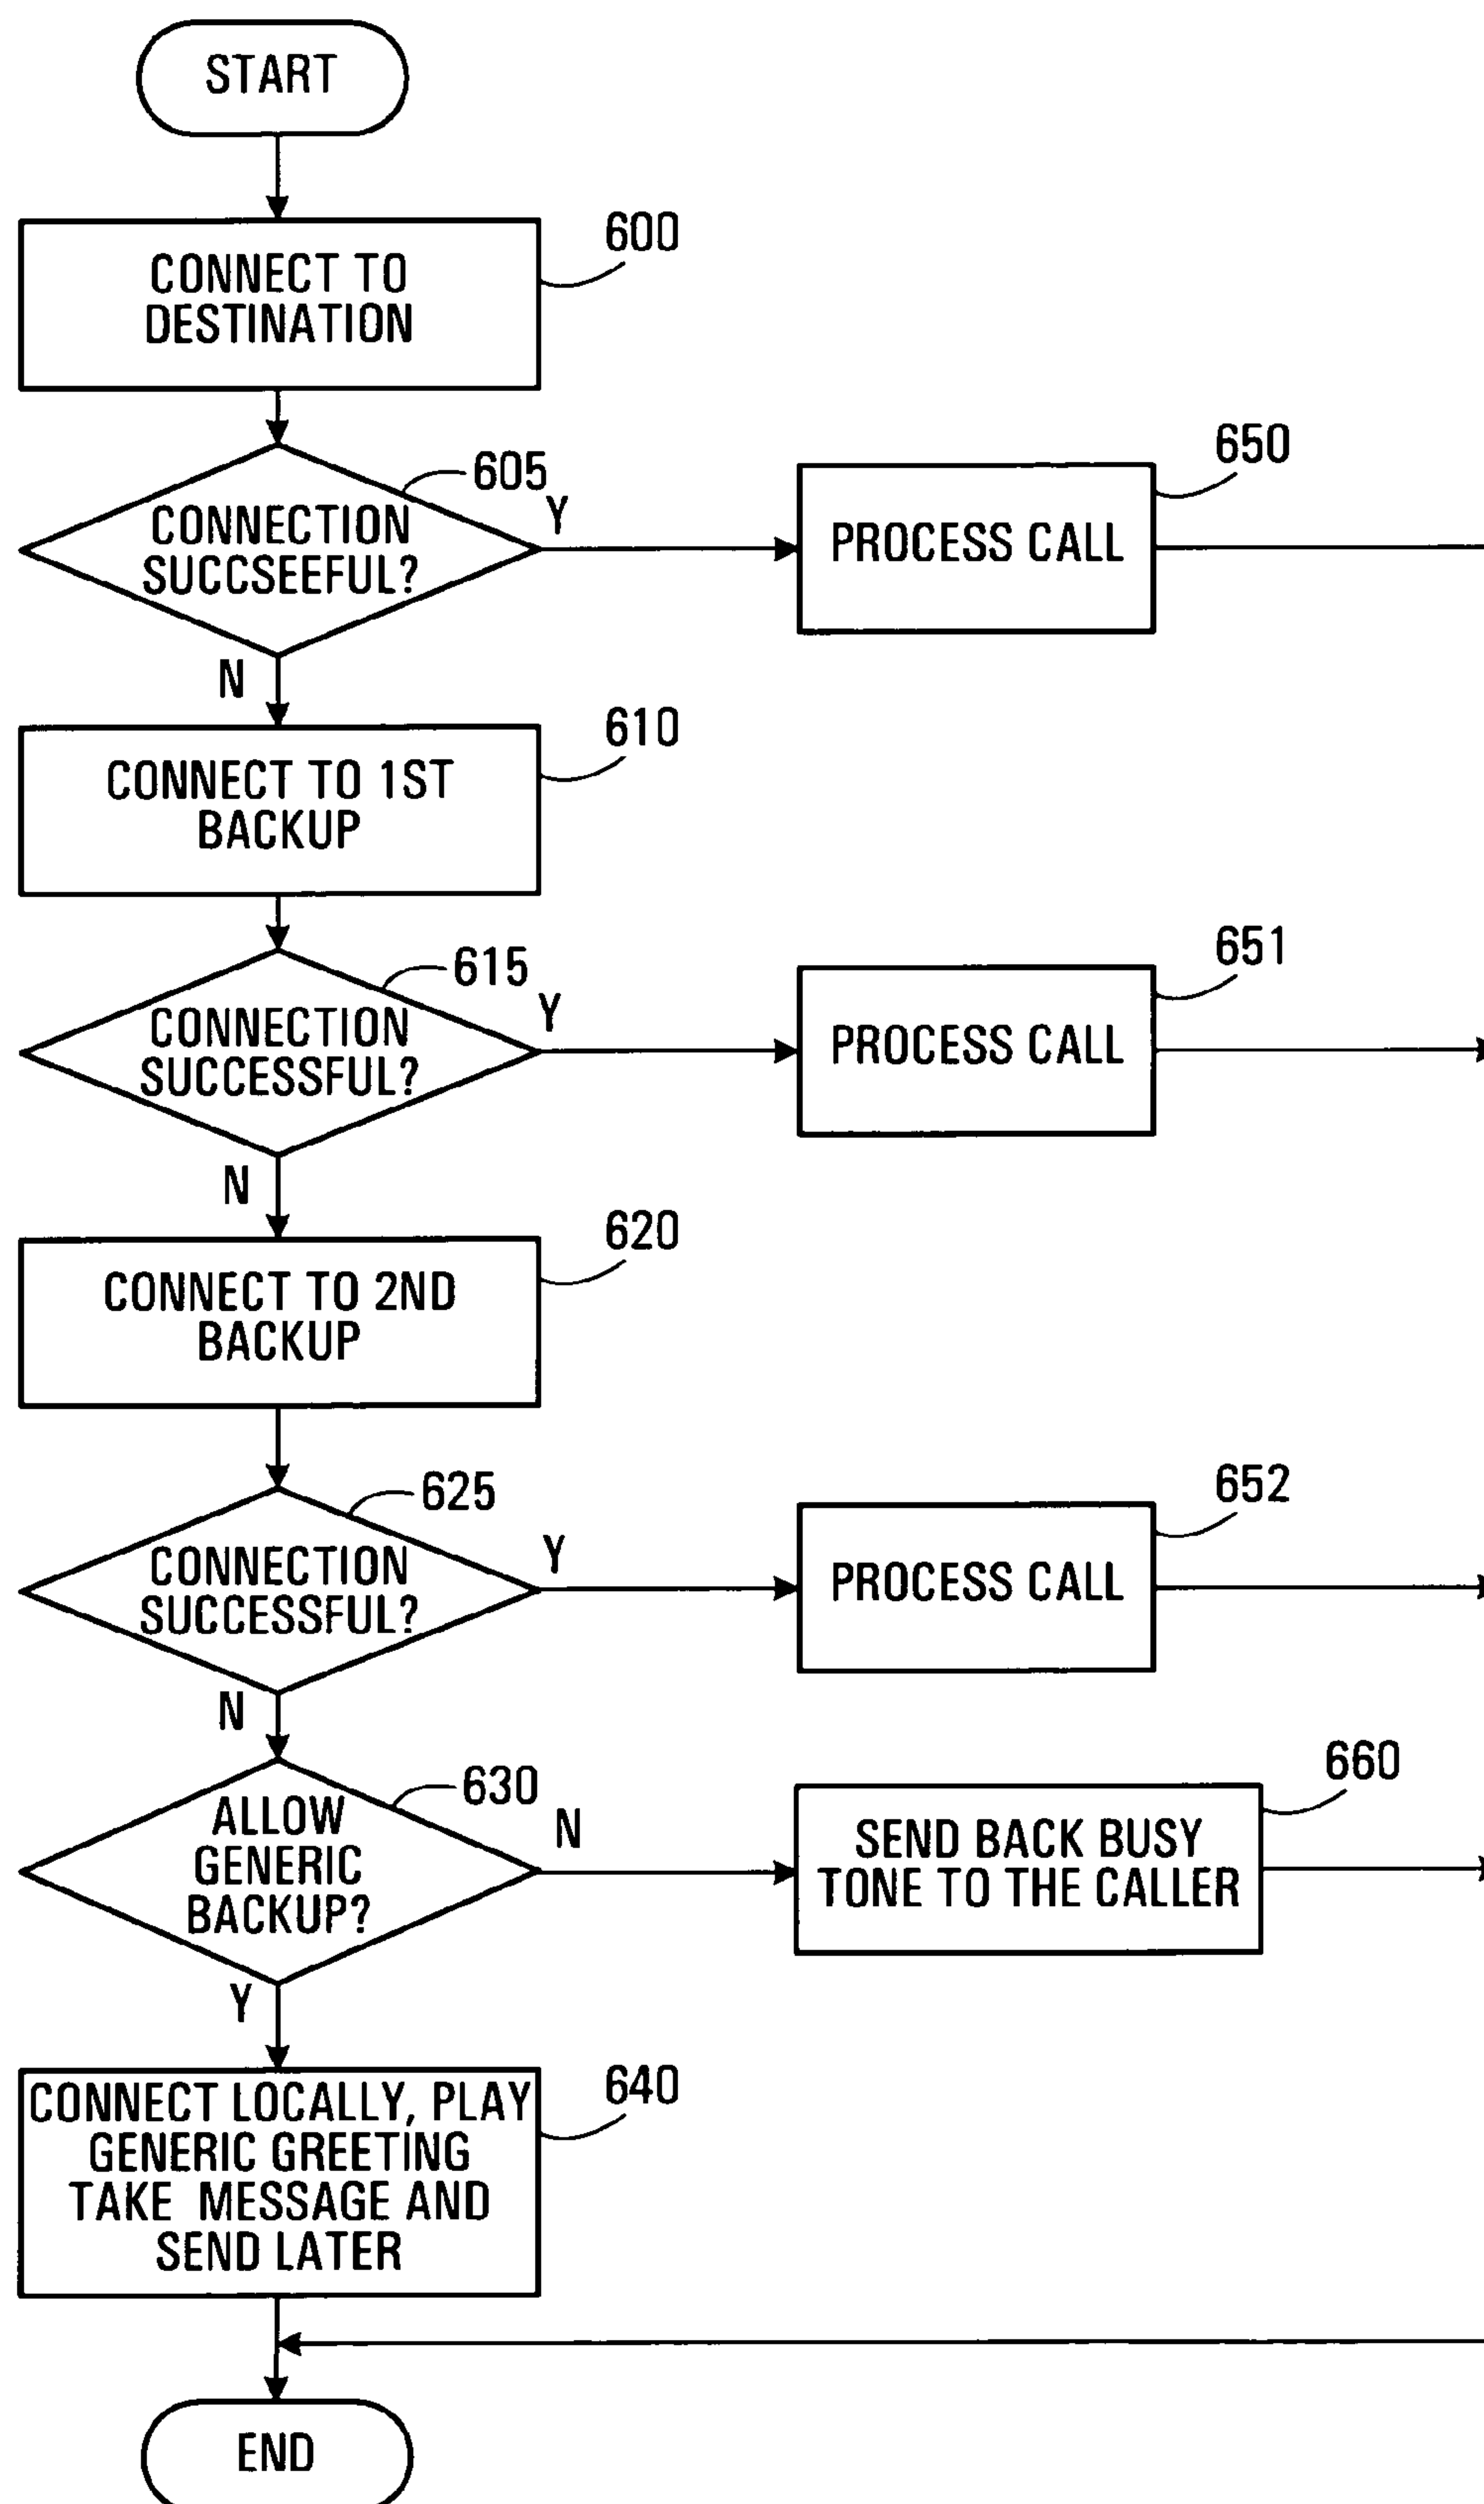 START
600
CONNECT TO
DESTINATION
605
Y
CONNECTION
SUCCSEEFUL?
650
PROCESS CALL
N
610
CONNECT TO 1ST
BACKUP
615
Y
CONNECTION
SUCCESSFUL?
651
PROCESS CALL
N
620
CONNECT TO 2ND
BACKUP
625
Y
CONNECTION
SUCCESSFUL?
652
PROCESS CALL
N
630
N
ALLOW
GENERIC
BACKUP?
660
SEND BACK BUSY
TONE TO THE CALLER
Y
640
CONNECT LOCALLY, PLAY
GENERIC GREETING
TAKE MESSAGE AND
SEND LATER
END